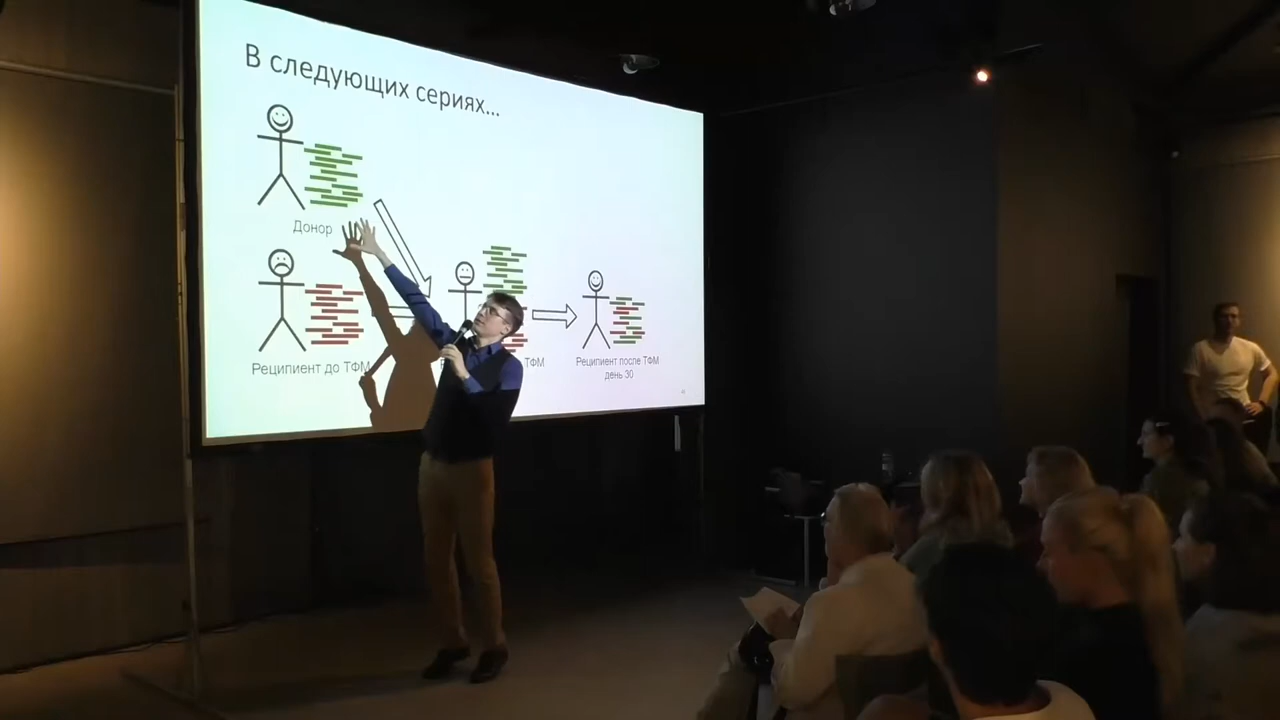 В следующих сериях...
Донор
Реципиент до ТФМ
ТФМ
Реципиент после ТФМ
день 30